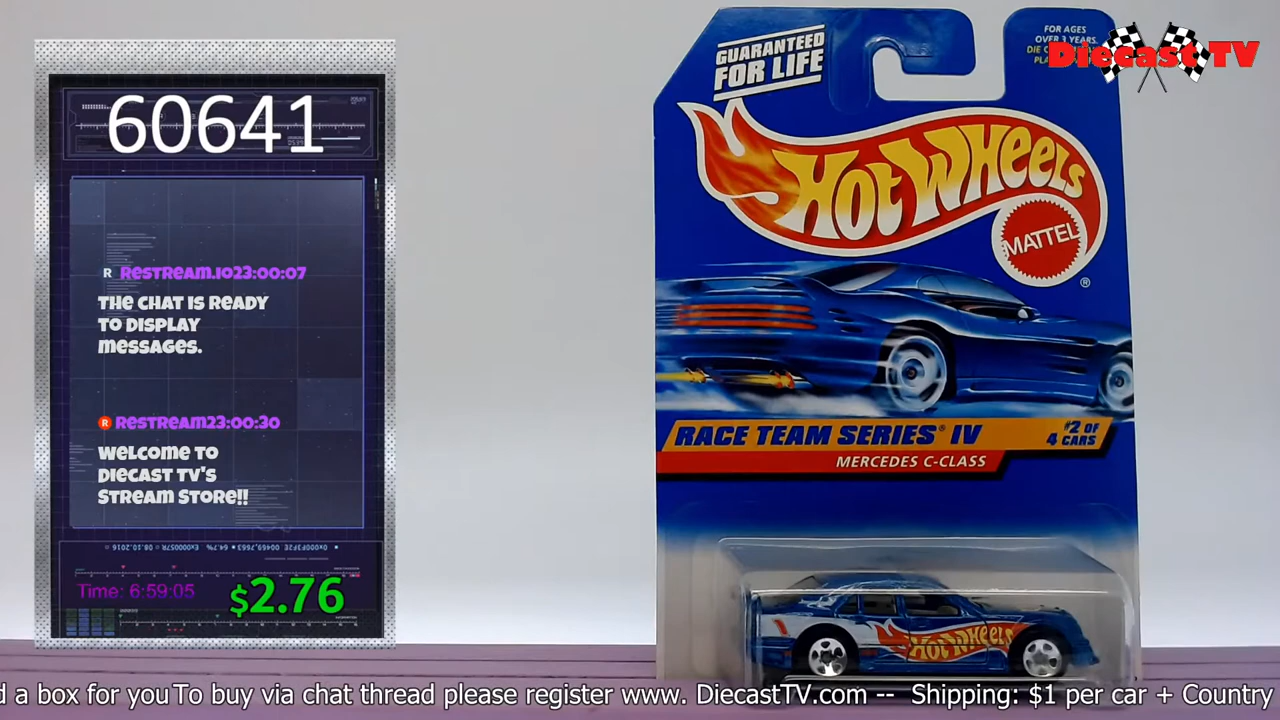 60641
R Restream.io23:00:07
THE CHAT IS READY
TO DISPLAY
MESSAGES.
R Restream23:00:30
WELCOME TO
DIECAST TV'S
STREAM STORE!!
Time: 6:59:05
$2.76
GUARANTEED
FOR LIFE
FOR AGES
OVER 3 YEARS.
Diecast TV
Hot Wheels
MATTEL
®
RACE TEAM SERIES® IV
#2 OF
4 CARS
MERCEDES C-CLASS
HOT WHEELS
d a box for you To buy via chat thread please register www. DiecastTV.com -- Shipping: $1 per car + Country